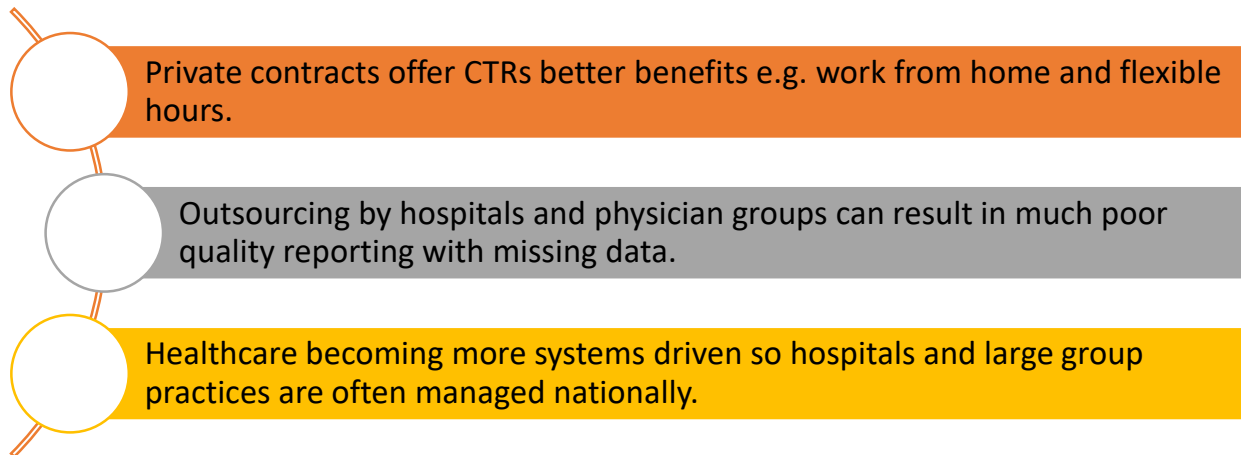 Private contracts offer CTRs better benefits e.g. work from home and flexible
hours.
Outsourcing by hospitals and physician groups can result in much poor
quality reporting with missing data.
Healthcare becoming more systems driven so hospitals and large group
practices are often managed nationally.